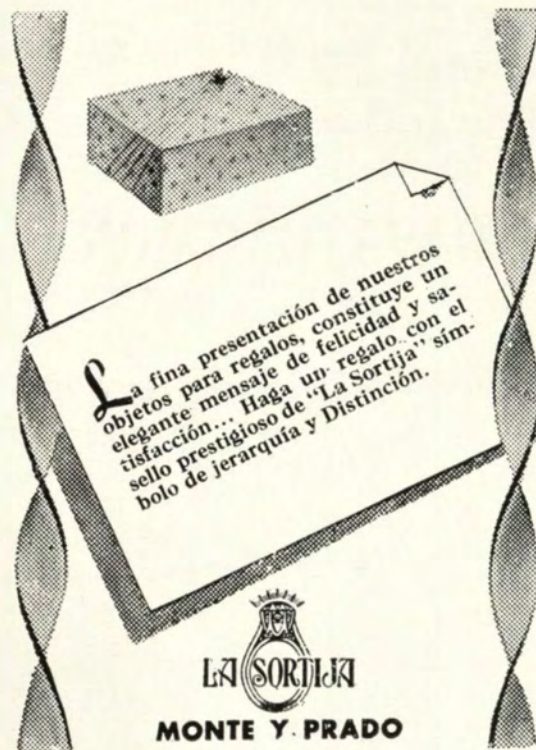 La fina presentación de nuestros
objetos para regalos, constituye un
elegante mensaje de felicidad y sa-
tisfacción... Haga un regalo con el
sello prestigioso de “La Sortija” sím-
bolo de jerarquía y Distinción.
LA SORTIJA
MONTE Y PRADO